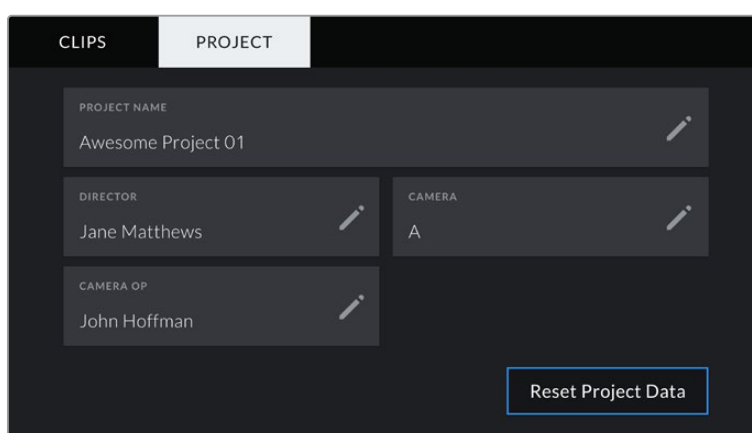 CLIPS PROJECT
PROJECT NAME
Awesome Project 01
DIRECTOR
Jane Matthews
CAMERA
A
CAMERA OP
John Hoffman
Reset Project Data